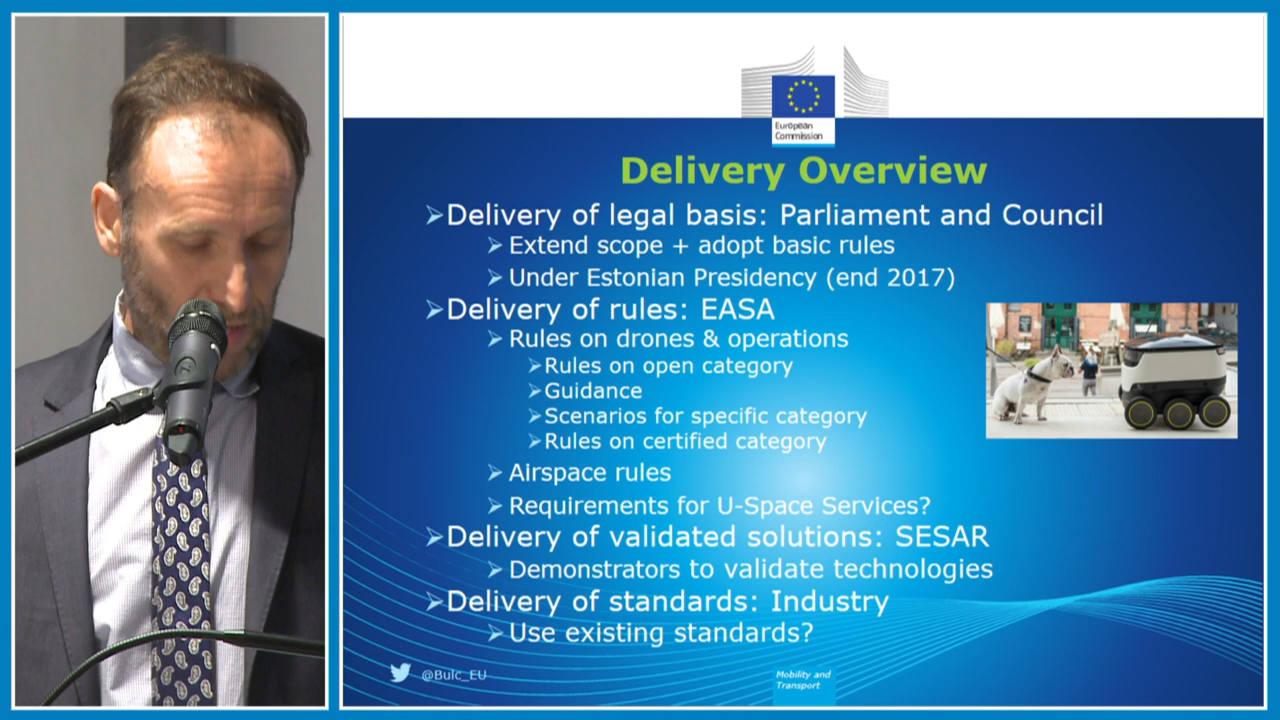 European
Commission
Delivery Overview
➢Delivery of legal basis: Parliament and Council
➢Extend scope + adopt basic rules
➢Under Estonian Presidency (end 2017)
➢Delivery of rules: EASA
➢Rules on drones & operations
➢Rules on open category
➢Guidance
➢Scenarios for specific category
➢Rules on certified category
➢Airspace rules
➢Requirements for U-Space Services?
➢Delivery of validated solutions: SESAR
➢Demonstrators to validate technologies
➢Delivery of standards: Industry
➢Use existing standards?
@Bulc_EU
Mobility and
Transport